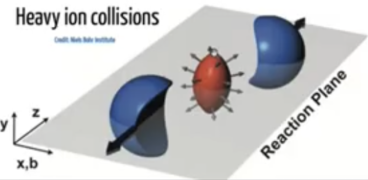 Heavy ion collisions
Credit: Niels Bohr Institute
Reaction Plane
y
z
x,b